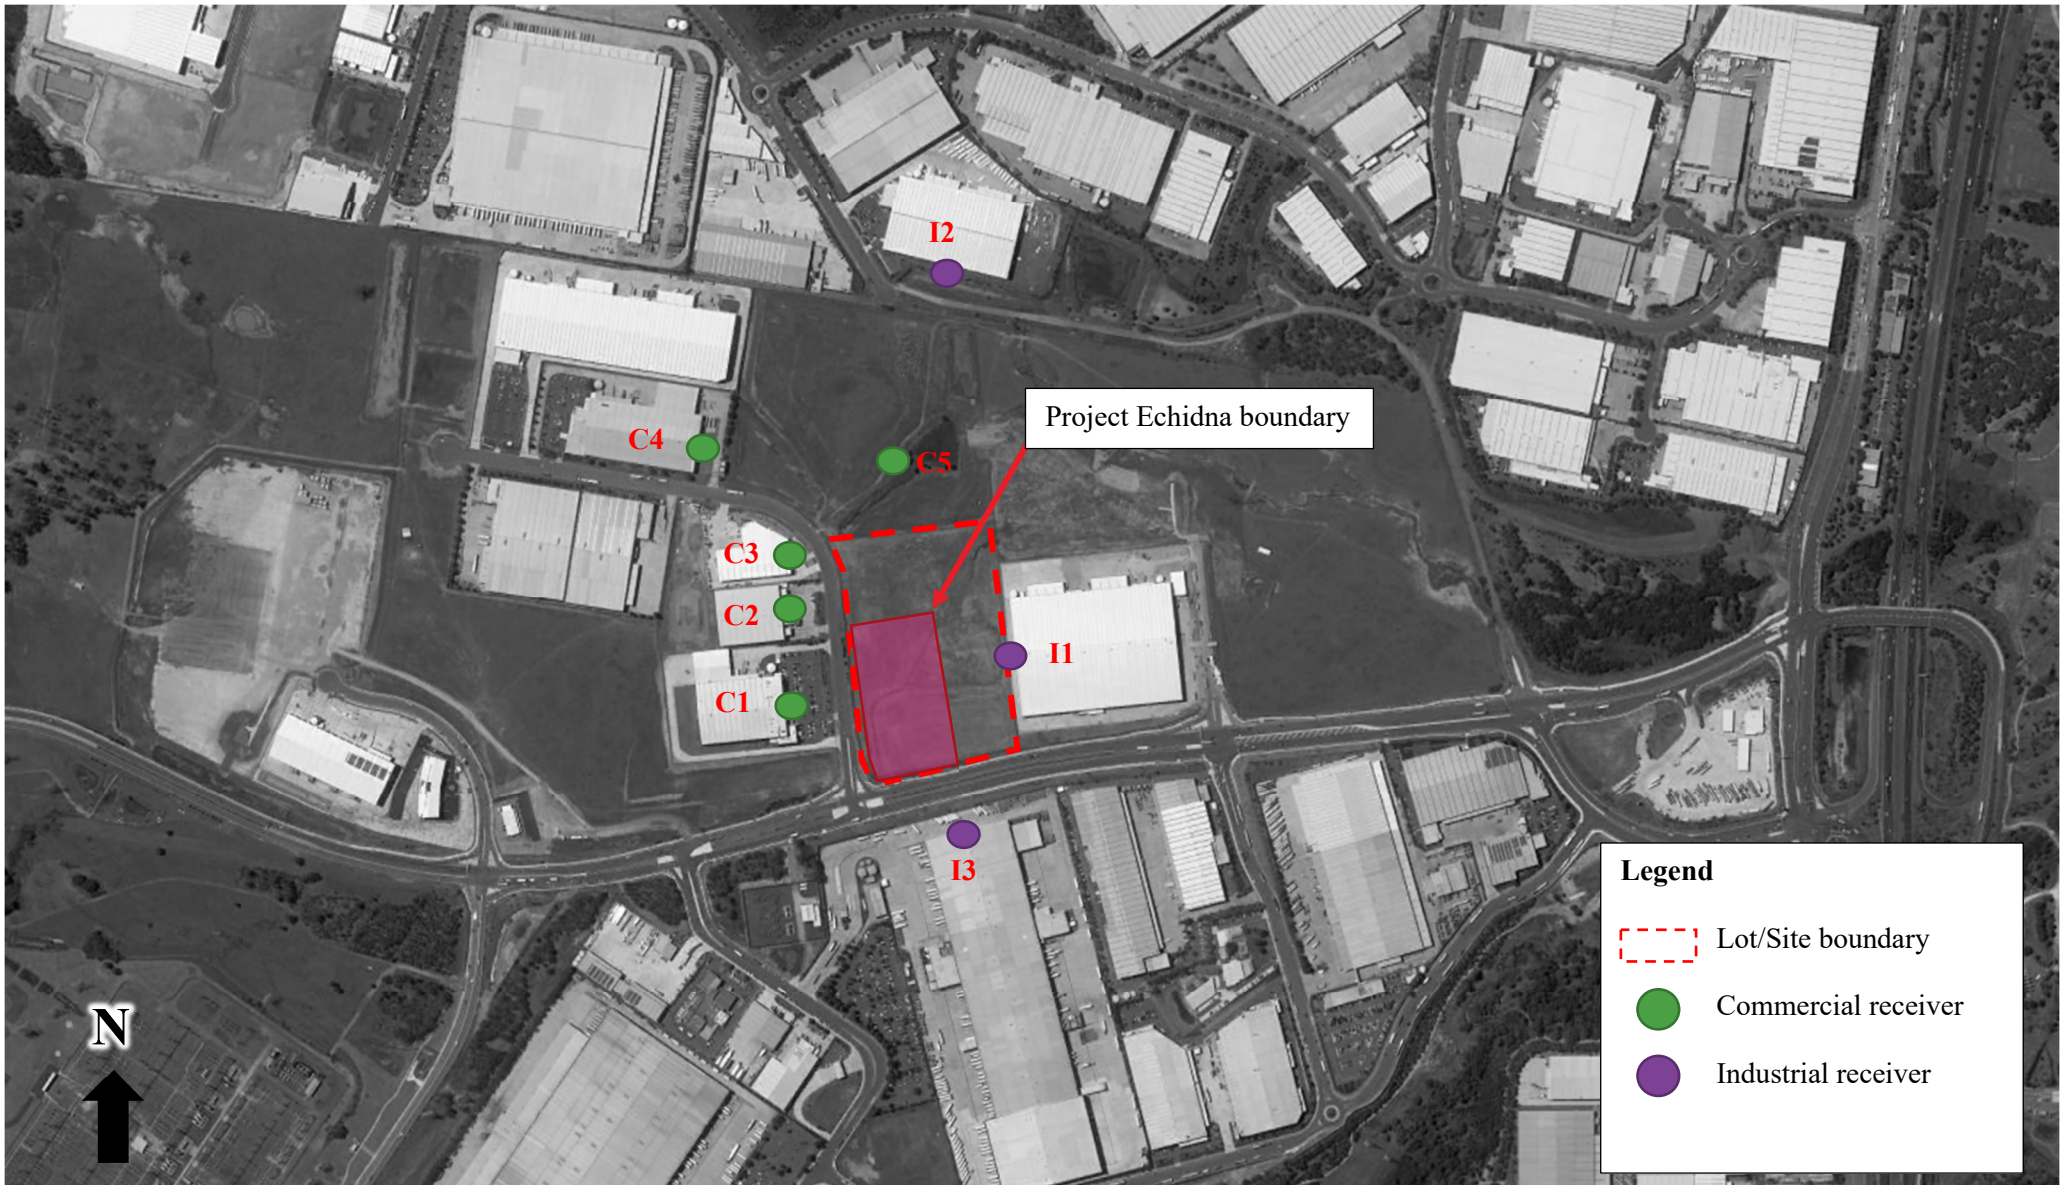 I2
Project Echidna boundary
C4
C5
C3
C2
I1
C1
I3
Legend
Lot/Site boundary
Commercial receiver
Industrial receiver
N